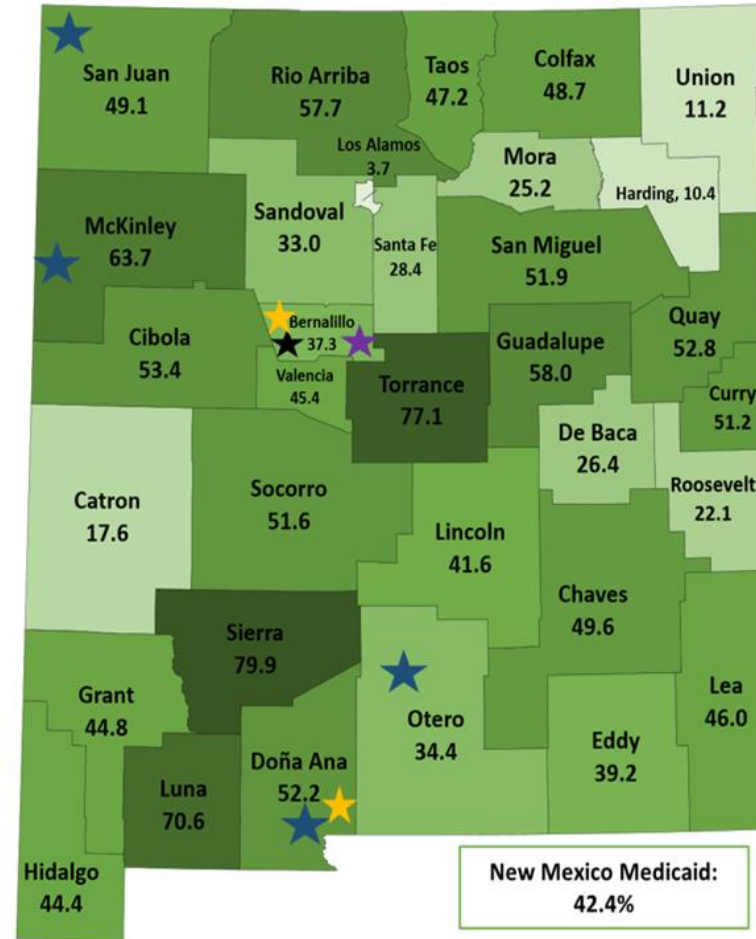 San Juan
49.1
Rio Arriba
57.7
Taos
47.2
Colfax
48.7
Union
11.2
Los Alamos
3.7
Mora
25.2
Harding, 10.4
McKinley
63.7
Sandoval
33.0
Santa Fe
28.4
San Miguel
51.9
Cibola
53.4
Bernalillo
37.3
Valencia
45.4
Torrance
77.1
Guadalupe
58.0
Quay
52.8
Curry
51.2
De Baca
26.4
Roosevelt
22.1
Catron
17.6
Socorro
51.6
Lincoln
41.6
Chaves
49.6
Sierra
79.9
Grant
44.8
Otero
34.4
Lea
46.0
Luna
70.6
Doña Ana
52.2
Eddy
39.2
Hidalgo
44.4
New Mexico Medicaid:
42.4%